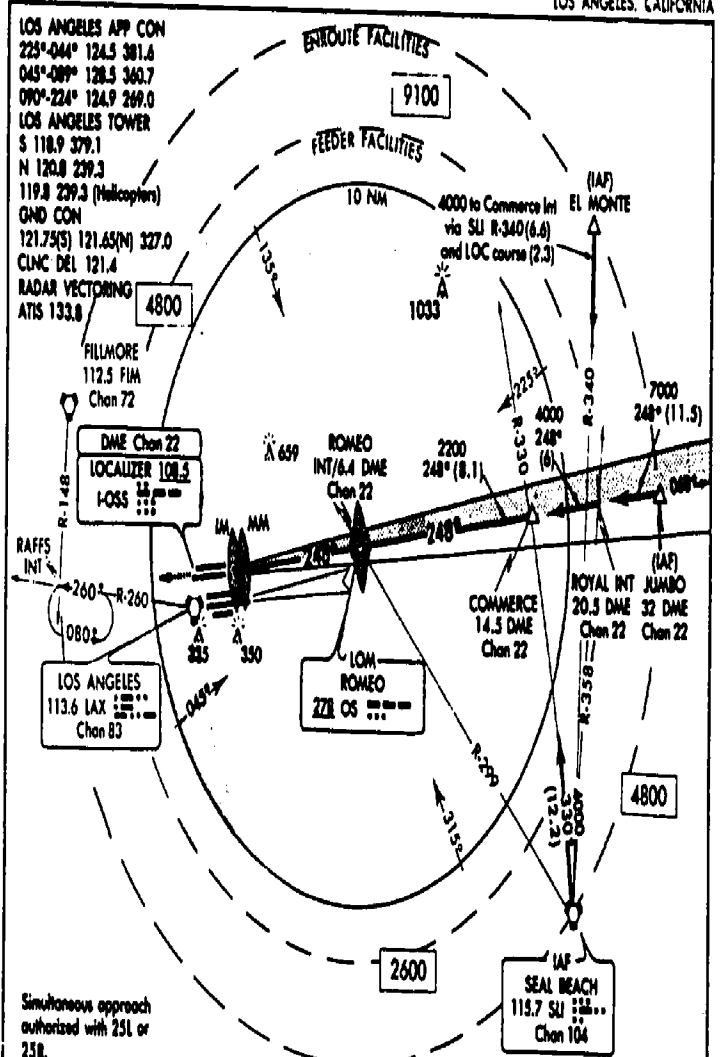 LOS ANGELES, CALIFORNIA
LOS ANGELES APP CON
225°-044° 124.5 381.6
045°-089° 128.5 360.7
090°-224° 124.9 269.0
LOS ANGELES TOWER
S 118.9 379.1
N 120.8 239.3
119.8 239.3 (Helicopters)
GND CON
121.75(S) 121.65(N) 327.0
CLNC DEL 121.4
RADAR VECTORING
ATIS 133.8
ENROUTE FACILITIES
9100
FEEDER FACILITIES
10 NM
4000 to Commerce Int
via SLI R-340(6.6)
and LOC course (2.3)
(IAF)
EL MONTE
1033
135°
4800
FILLMORE
112.5 FIM
Chan 72
R-148
DME Chan 22
LOCALIZER 108.5
I-OSS
659
ROMEO
INT/6.4 DME
Chan 22
2200
248° (8.1)
225°
R-330
4000
248°
(6)
R-340
7000
248° (11.5)
068°
IM
MM
248°
248°
RAFFS
INT
260°
R-260
080°
335
350
LOS ANGELES
113.6 LAX
Chan 83
045°
LOM
ROMEO
278 OS
COMMERCE
14.5 DME
Chan 22
ROYAL INT
20.5 DME
Chan 22
(IAF)
JUMBO
32 DME
Chan 22
R-358
R-299
315°
4000
330°
(12.2)
4800
2600
IAF
SEAL BEACH
115.7 SLI
Chan 104
Simultaneous approach
authorized with 25L or
25R.